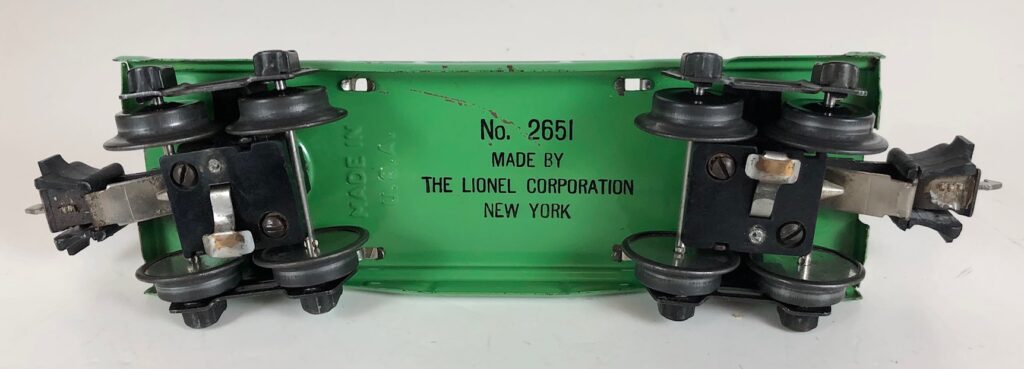 No. 2651
MADE BY
THE LIONEL CORPORATION
NEW YORK
MADE IN
U.S.A.